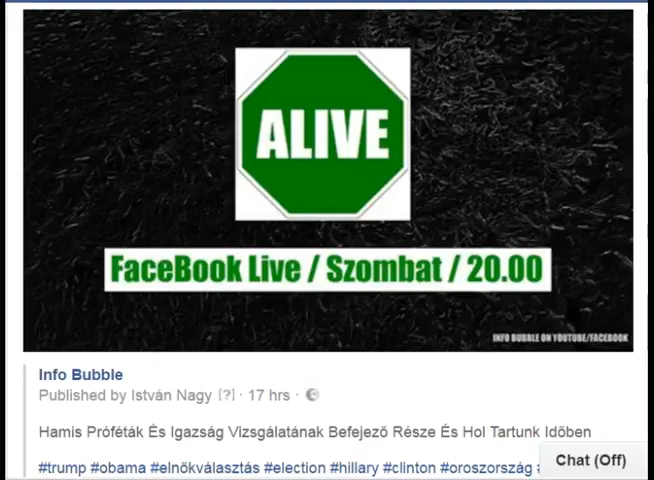 ALIVE
FaceBook Live / Szombat / 20.00
INFO BUBBLE ON YOUTUBE/FACEBOOK
Info Bubble
Published by István Nagy [?] · 17 hrs ·
Hamis Próféták És Igazság Vizsgálatának Befejező Része És Hol Tartunk Időben
#trump #obama #elnökválasztás #election #hillary #clinton #oroszország #
Chat (Off)